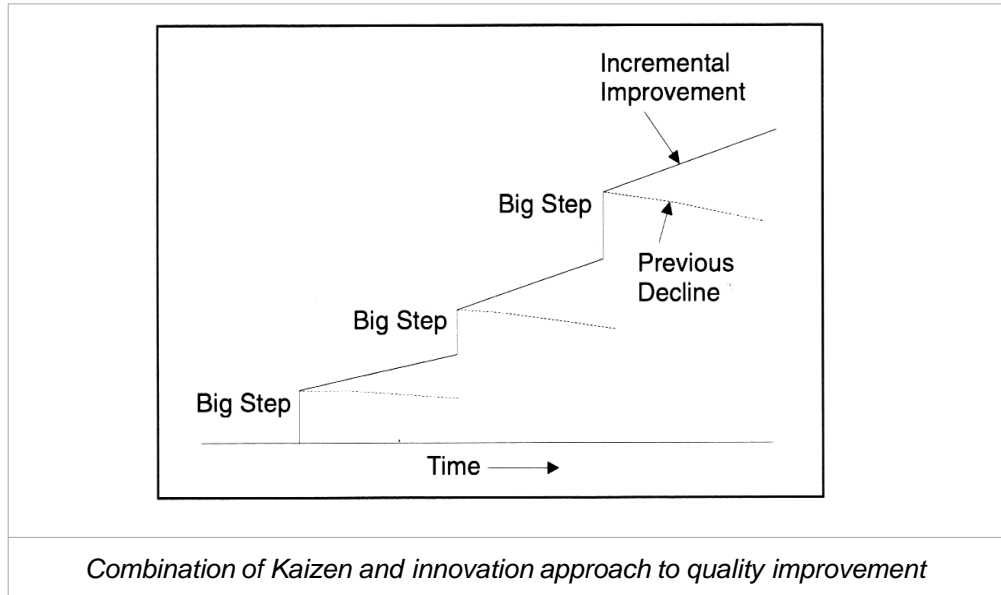 Incremental
Improvement
Big Step
Previous
Decline
Big Step
Big Step
Time
Combination of Kaizen and innovation approach to quality improvement